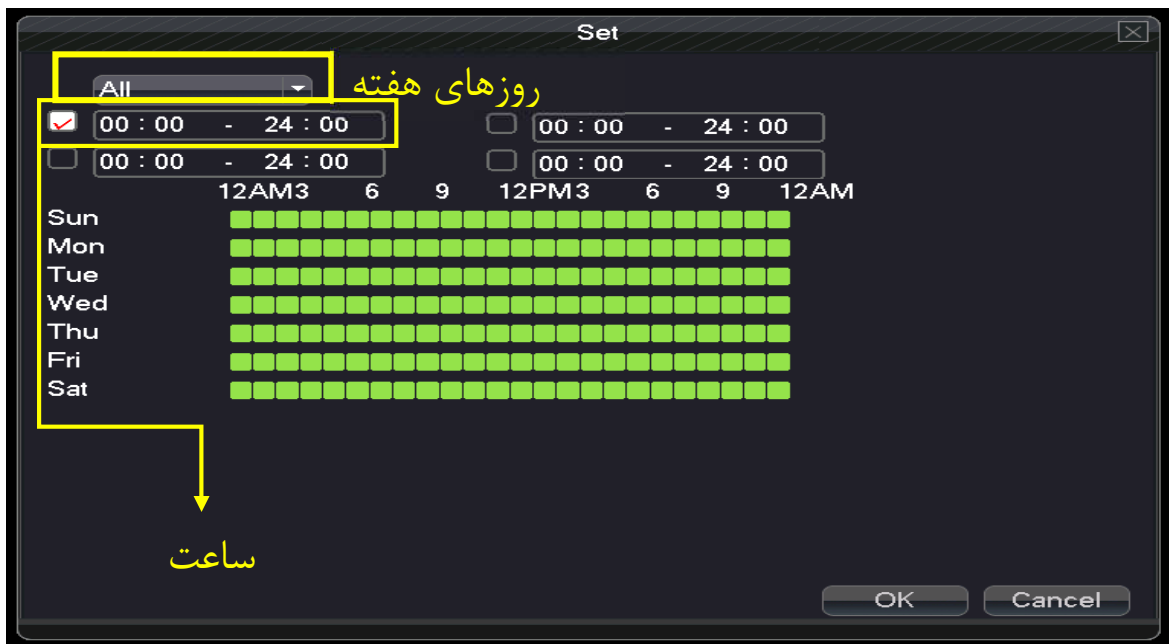 Set
All
روزهای هفته
00 : 00 - 24 : 00
00 : 00 - 24 : 00
00 : 00 - 24 : 00
00 : 00 - 24 : 00
12AM3 6 9 12PM3 6 9 12AM
Sun
Mon
Tue
Wed
Thu
Fri
Sat
ساعت
OK
Cancel